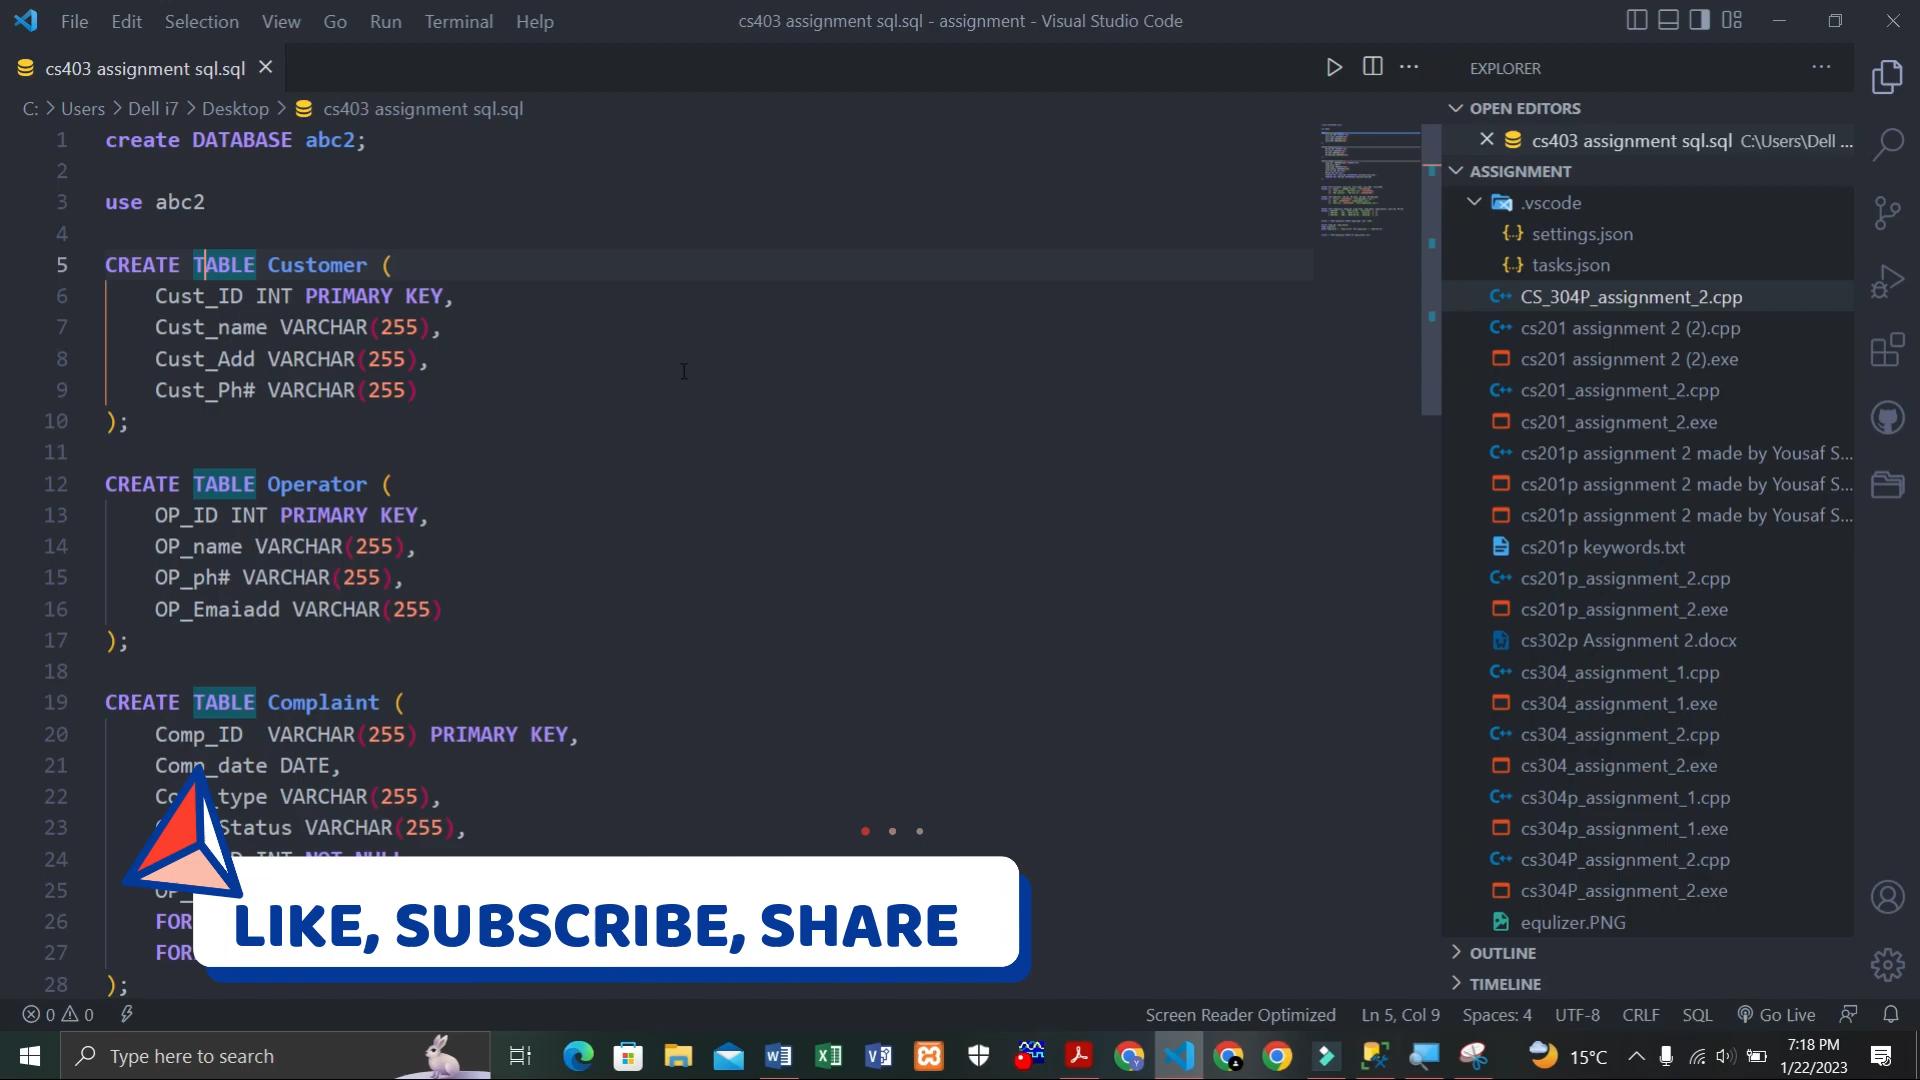 File Edit Selection View Go Run Terminal Help
cs403 assignment sql.sql - assignment - Visual Studio Code
cs403 assignment sql.sql
C: > Users > Dell i7 > Desktop > cs403 assignment sql.sql
1 create DATABASE abc2;
2
3 use abc2
4
5 CREATE TABLE Customer (
6 Cust_ID INT PRIMARY KEY,
7 Cust_name VARCHAR(255),
8 Cust_Add VARCHAR(255),
9 Cust_Ph# VARCHAR(255)
10 );
11
12 CREATE TABLE Operator (
13 OP_ID INT PRIMARY KEY,
14 OP_name VARCHAR(255),
15 OP_ph# VARCHAR(255),
16 OP_Emaiadd VARCHAR(255)
17 );
18
19 CREATE TABLE Complaint (
20 Comp_ID VARCHAR(255) PRIMARY KEY,
21 Comp_date DATE,
22 type VARCHAR(255),
23 Status VARCHAR(255),
24 INT NOT NULL
25
26 FOR
27 FOR
28 );
LIKE, SUBSCRIBE, SHARE
EXPLORER
OPEN EDITORS
cs403 assignment sql.sql C:\Users\Dell ...
ASSIGNMENT
.vscode
settings.json
tasks.json
CS_304P_assignment_2.cpp
cs201 assignment 2 (2).cpp
cs201 assignment 2 (2).exe
cs201_assignment_2.cpp
cs201_assignment_2.exe
cs201p assignment 2 made by Yousaf S...
cs201p assignment 2 made by Yousaf S...
cs201p assignment 2 made by Yousaf S...
cs201p keywords.txt
cs201p_assignment_2.cpp
cs201p_assignment_2.exe
cs302p Assignment 2.docx
cs304_assignment_1.cpp
cs304_assignment_1.exe
cs304_assignment_2.cpp
cs304_assignment_2.exe
cs304p_assignment_1.cpp
cs304p_assignment_1.exe
cs304P_assignment_2.cpp
cs304P_assignment_2.exe
equlizer.PNG
OUTLINE
TIMELINE
0 0
Screen Reader Optimized Ln 5, Col 9 Spaces: 4 UTF-8 CRLF SQL Go Live
Type here to search
15°C
7:18 PM
1/22/2023